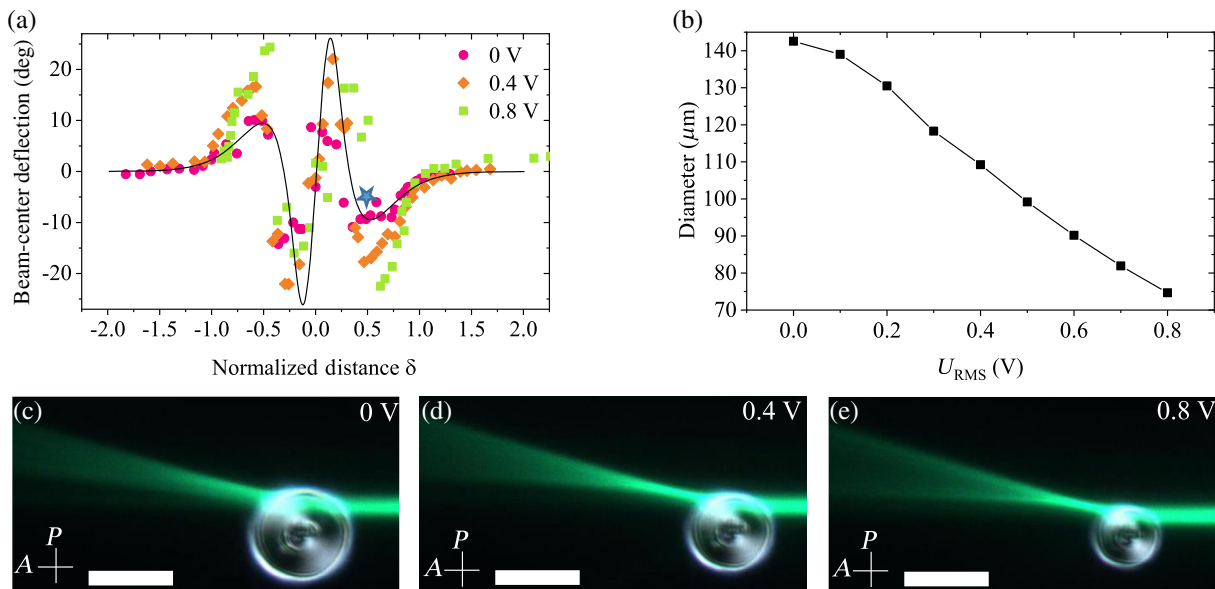 (a)
Beam-center deflection (deg)
20
10
0
-10
-20
0 V
0.4 V
0.8 V
-2.0 -1.5 -1.0 -0.5 0.0 0.5 1.0 1.5 2.0
Normalized distance δ
(b)
Diameter (μm)
140
130
120
110
100
90
80
70
0.0 0.2 0.4 0.6 0.8
U_RMS (V)
(c) 0 V
P
A
(d) 0.4 V
P
A
(e) 0.8 V
P
A